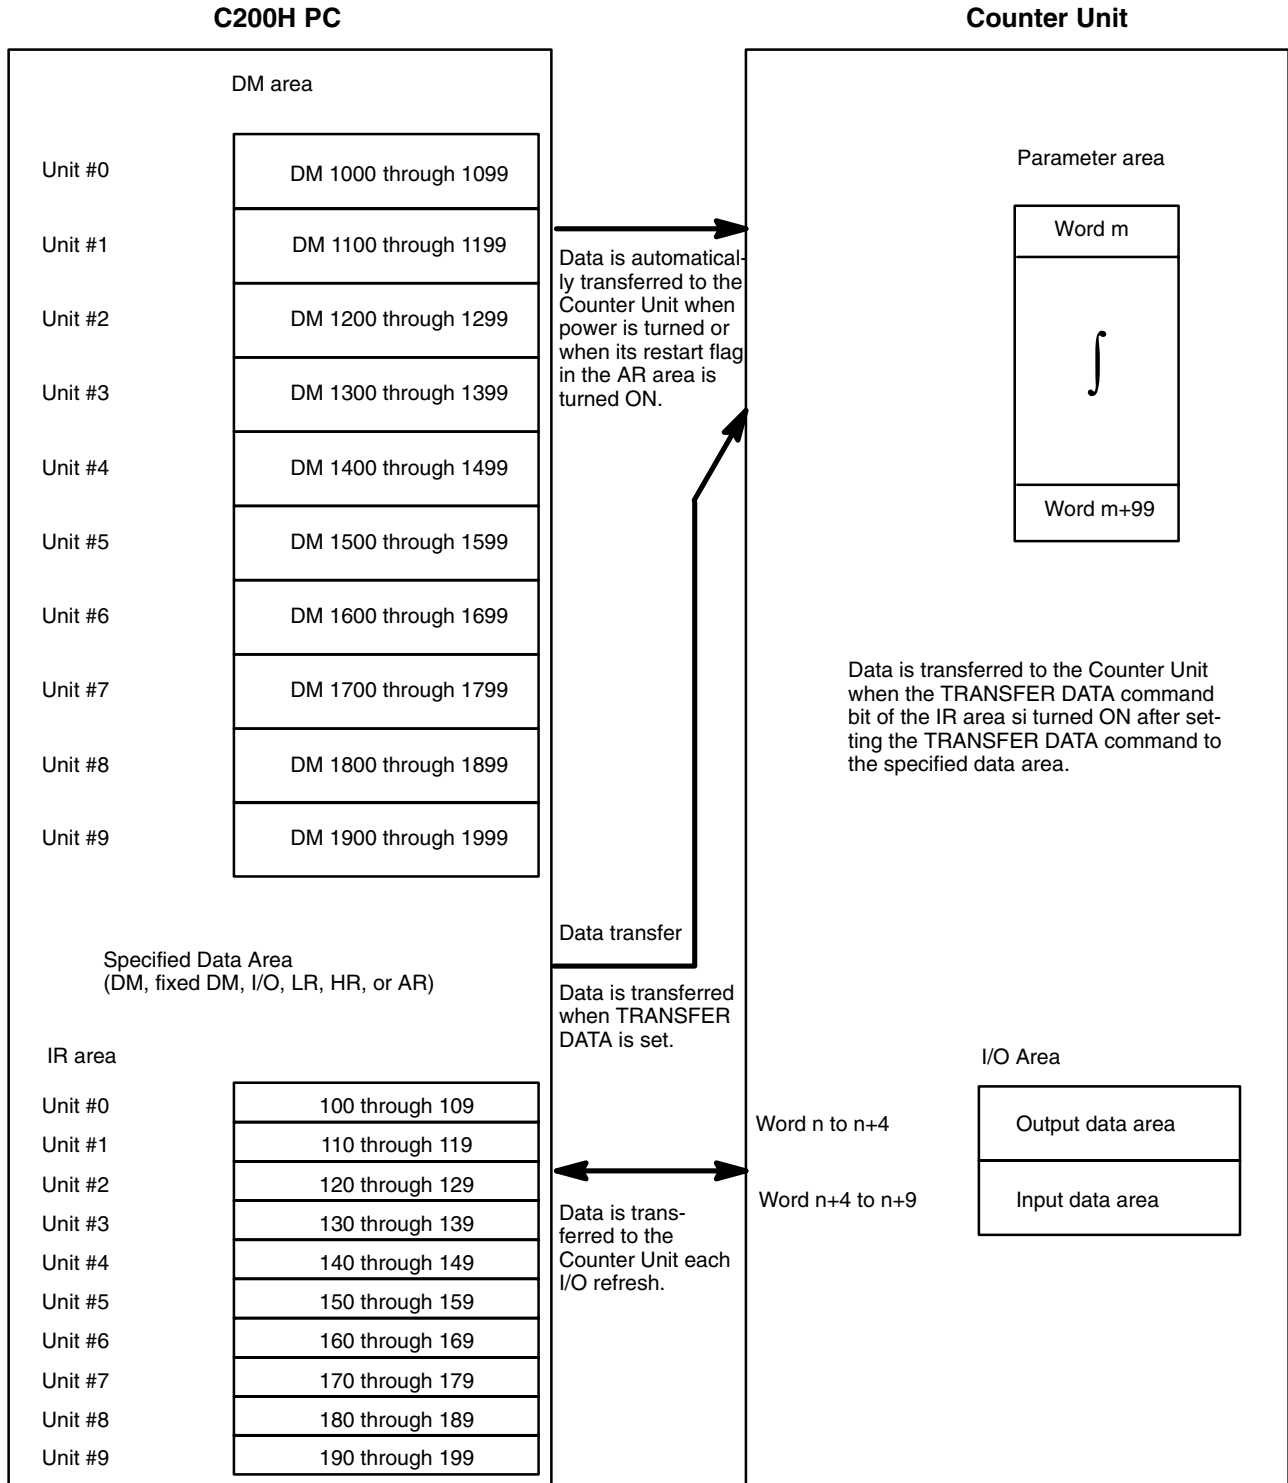 C200H PC
Counter Unit
DM area
Unit #0
DM 1000 through 1099
Unit #1
DM 1100 through 1199
Unit #2
DM 1200 through 1299
Unit #3
DM 1300 through 1399
Unit #4
DM 1400 through 1499
Unit #5
DM 1500 through 1599
Unit #6
DM 1600 through 1699
Unit #7
DM 1700 through 1799
Unit #8
DM 1800 through 1899
Unit #9
DM 1900 through 1999
Data is automatical-
ly transferred to the
Counter Unit when
power is turned or
when its restart flag
in the AR area is
turned ON.
Parameter area
Word m
∫
Word m+99
Data is transferred to the Counter Unit
when the TRANSFER DATA command
bit of the IR area si turned ON after set-
ting the TRANSFER DATA command to
the specified data area.
Specified Data Area
(DM, fixed DM, I/O, LR, HR, or AR)
Data transfer
Data is transferred
when TRANSFER
DATA is set.
IR area
Unit #0
100 through 109
Unit #1
110 through 119
Unit #2
120 through 129
Unit #3
130 through 139
Unit #4
140 through 149
Unit #5
150 through 159
Unit #6
160 through 169
Unit #7
170 through 179
Unit #8
180 through 189
Unit #9
190 through 199
Data is trans-
ferred to the
Counter Unit each
I/O refresh.
I/O Area
Word n to n+4
Output data area
Word n+4 to n+9
Input data area